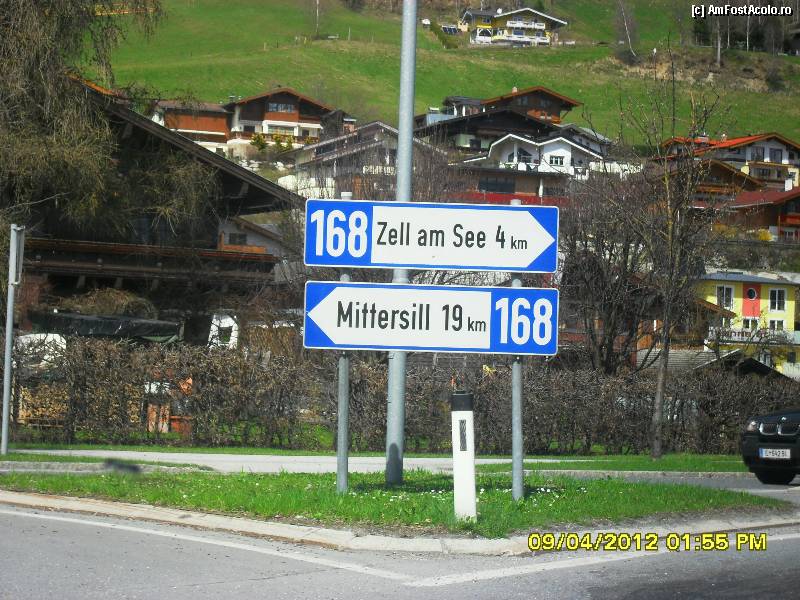 [c] AmFostAcolo.ro
168 Zell am See 4 km
Mittersill 19 km 168
09/04/2012 01:55 PM